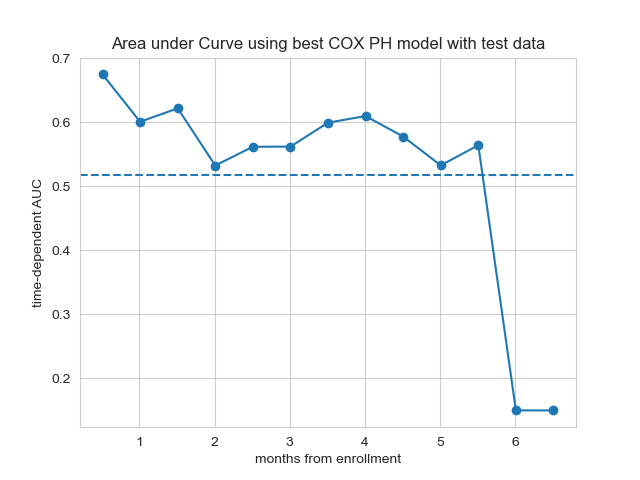 Area under Curve using best COX PH model with test data
time-dependent AUC
0.7
0.6
0.5
0.4
0.3
0.2
1 2 3 4 5 6
months from enrollment